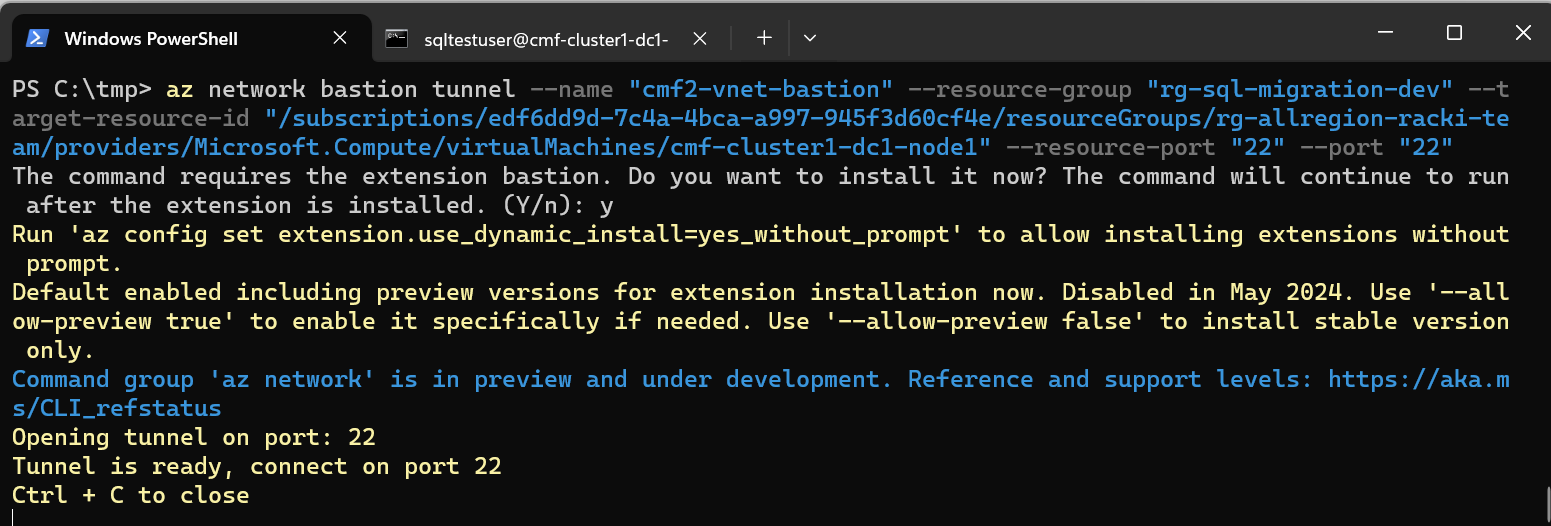 Windows PowerShell
sqltestuser@cmf-cluster1-dc1-
PS C:\tmp> az network bastion tunnel --name "cmf2-vnet-bastion" --resource-group "rg-sql-migration-dev" --t
arget-resource-id "/subscriptions/edf6dd9d-7c4a-4bca-a997-945f3d60cf4e/resourceGroups/rg-allregion-racki-te
am/providers/Microsoft.Compute/virtualMachines/cmf-cluster1-dc1-node1" --resource-port "22" --port "22"
The command requires the extension bastion. Do you want to install it now? The command will continue to run
 after the extension is installed. (Y/n): y
Run 'az config set extension.use_dynamic_install=yes_without_prompt' to allow installing extensions without
 prompt.
Default enabled including preview versions for extension installation now. Disabled in May 2024. Use '--all
ow-preview true' to enable it specifically if needed. Use '--allow-preview false' to install stable version
 only.
Command group 'az network' is in preview and under development. Reference and support levels: https://aka.m
s/CLI_refstatus
Opening tunnel on port: 22
Tunnel is ready, connect on port 22
Ctrl + C to close